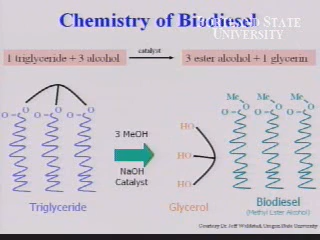 Chemistry of Biodiesel
PORTLAND STATE
UNIVERSITY
1 triglyceride + 3 alcohol
catalyst
3 ester alcohol + 1 glycerin
Me Me Me
O O O
O O O
O O O
O O O
3 MeOH
NaOH
Catalyst
HO
HO
HO
Triglyceride
Glycerol
Biodiesel
(Methyl Ester Alcohol)